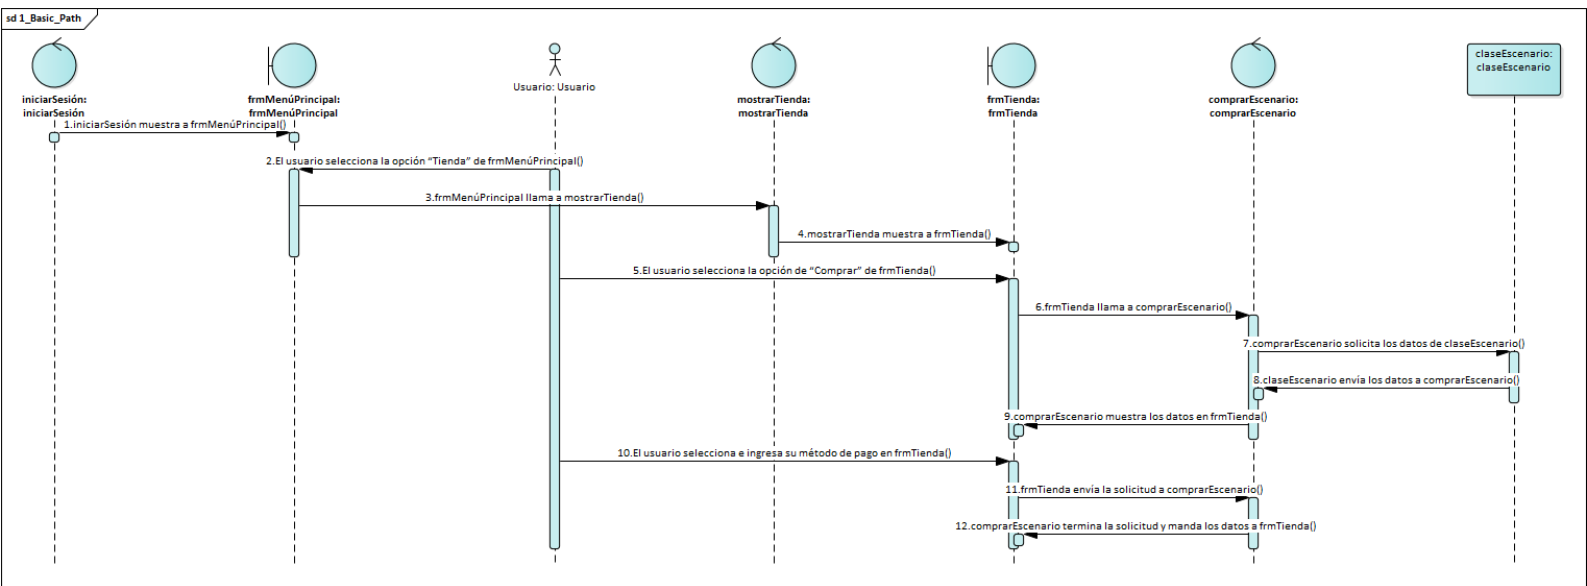 sd 1_Basic_Path
iniciarSesión:
iniciarSesión
frmMenúPrincipal:
frmMenúPrincipal
Usuario: Usuario
mostrarTienda:
mostrarTienda
frmTienda:
frmTienda
comprarEscenario:
comprarEscenario
claseEscenario:
claseEscenario
1.iniciarSesión muestra a frmMenúPrincipal()
2.El usuario selecciona la opción “Tienda” de frmMenúPrincipal()
3.frmMenúPrincipal llama a mostrarTienda()
4.mostrarTienda muestra a frmTienda()
5.El usuario selecciona la opción de “Comprar” de frmTienda()
6.frmTienda llama a comprarEscenario()
7.comprarEscenario solicita los datos de claseEscenario()
8.claseEscenario envía los datos a comprarEscenario()
9.comprarEscenario muestra los datos en frmTienda()
10.El usuario selecciona e ingresa su método de pago en frmTienda()
11.frmTienda envía la solicitud a comprarEscenario()
12.comprarEscenario termina la solicitud y manda los datos a frmTienda()